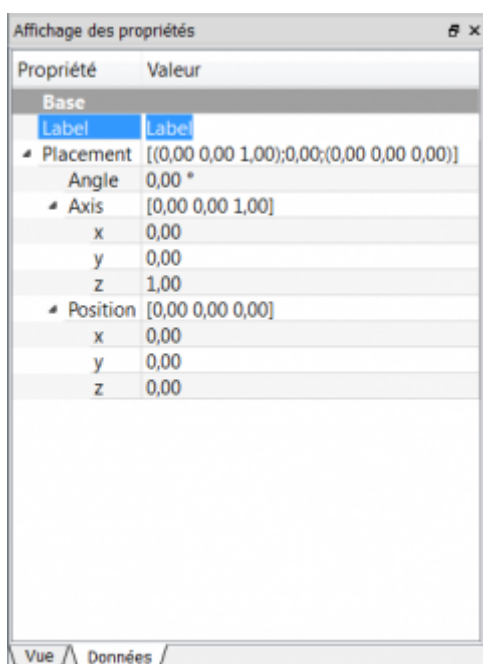 Affichage des propriétés
Propriété Valeur
Base
Label Label
Placement [(0,00 0,00 1,00);0,00;(0,00 0,00 0,00)]
Angle 0,00 °
Axis [0,00 0,00 1,00]
x 0,00
y 0,00
z 1,00
Position [0,00 0,00 0,00]
x 0,00
y 0,00
z 0,00
Vue Données